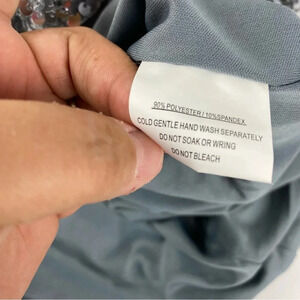 90% POLYESTER / 10% SPANDEX.
COLD GENTLE HAND WASH SEPARATELY
DO NOT SOAK OR WRING
DO NOT BLEACH